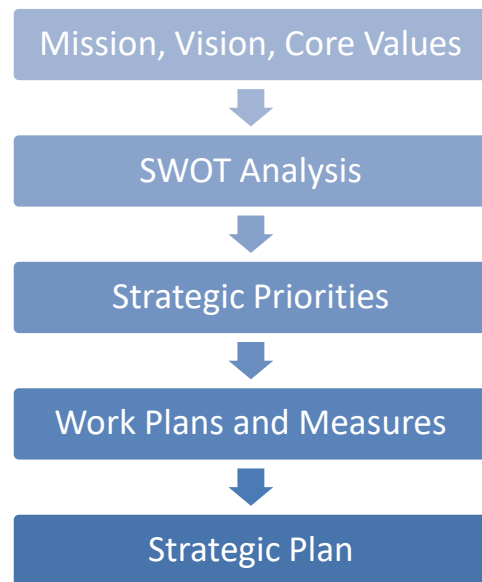 Mission, Vision, Core Values
SWOT Analysis
Strategic Priorities
Work Plans and Measures
Strategic Plan